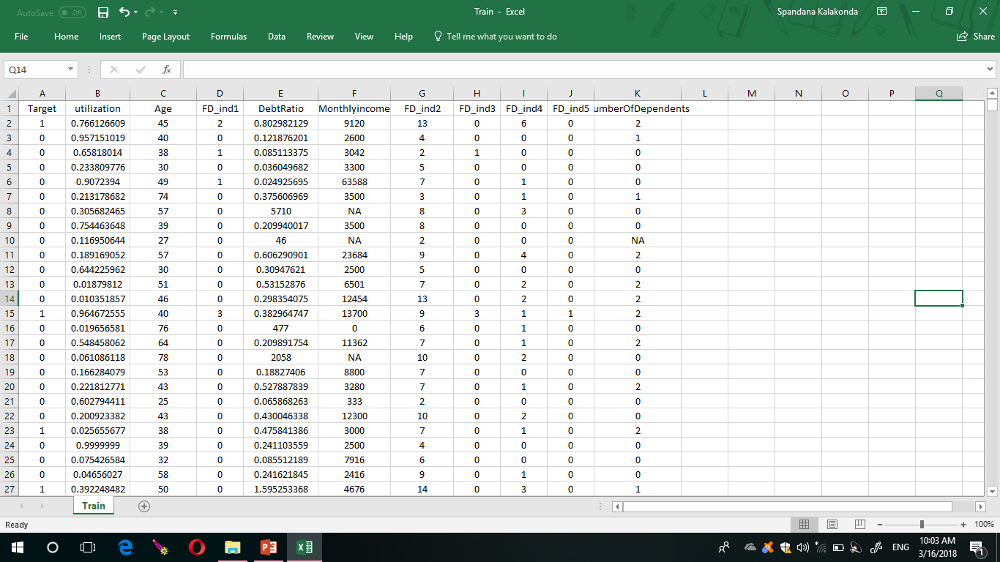 AutoSave Off Train - Excel Spandana Kalakonda
File Home Insert Page Layout Formulas Data Review View Help Tell me what you want to do Share
Q14 fx
A B C D E F G H I J K L M N O P Q
1 Target utilization Age FD_ind1 DebtRatio Monthlyincome FD_ind2 FD_ind3 FD_ind4 FD_ind5 umberOfDependents
2 1 0.766126609 45 2 0.802982129 9120 13 0 6 0 2
3 0 0.957151019 40 0 0.121876201 2600 4 0 0 0 1
4 0 0.65818014 38 1 0.085113375 3042 2 1 0 0 0
5 0 0.233809776 30 0 0.036049682 3300 5 0 0 0 0
6 0 0.9072394 49 1 0.024925695 63588 7 0 1 0 0
7 0 0.213178682 74 0 0.375606969 3500 3 0 1 0 1
8 0 0.305682465 57 0 5710 NA 8 0 3 0 0
9 0 0.754463648 39 0 0.209940017 3500 8 0 0 0 0
10 0 0.116950644 27 0 46 NA 2 0 0 0 NA
11 0 0.189169052 57 0 0.606290901 23684 9 0 4 0 2
12 0 0.644225962 30 0 0.30947621 2500 5 0 0 0 0
13 0 0.01879812 51 0 0.53152876 6501 7 0 2 0 2
14 0 0.010351857 46 0 0.298354075 12454 13 0 2 0 2
15 1 0.964672555 40 3 0.382964747 13700 9 3 1 1 2
16 0 0.019656581 76 0 477 0 6 0 1 0 0
17 0 0.548458062 64 0 0.209891754 11362 7 0 1 0 2
18 0 0.061086118 78 0 2058 NA 10 0 2 0 0
19 0 0.166284079 53 0 0.18827406 8800 7 0 0 0 0
20 0 0.221812771 43 0 0.527887839 3280 7 0 1 0 2
21 0 0.602794411 25 0 0.065868263 333 2 0 0 0 0
22 0 0.200923382 43 0 0.430046338 12300 10 0 2 0 0
23 1 0.025655677 38 0 0.475841386 3000 7 0 1 0 2
24 0 0.9999999 39 0 0.241103559 2500 4 0 0 0 0
25 0 0.075426584 32 0 0.085512189 7916 6 0 0 0 0
26 0 0.04656027 58 0 0.241621845 2416 9 0 1 0 0
27 1 0.392248482 50 0 1.595253368 4676 14 0 3 0 1
Train
Ready 100%
ENG 10:03 AM
3/16/2018 1